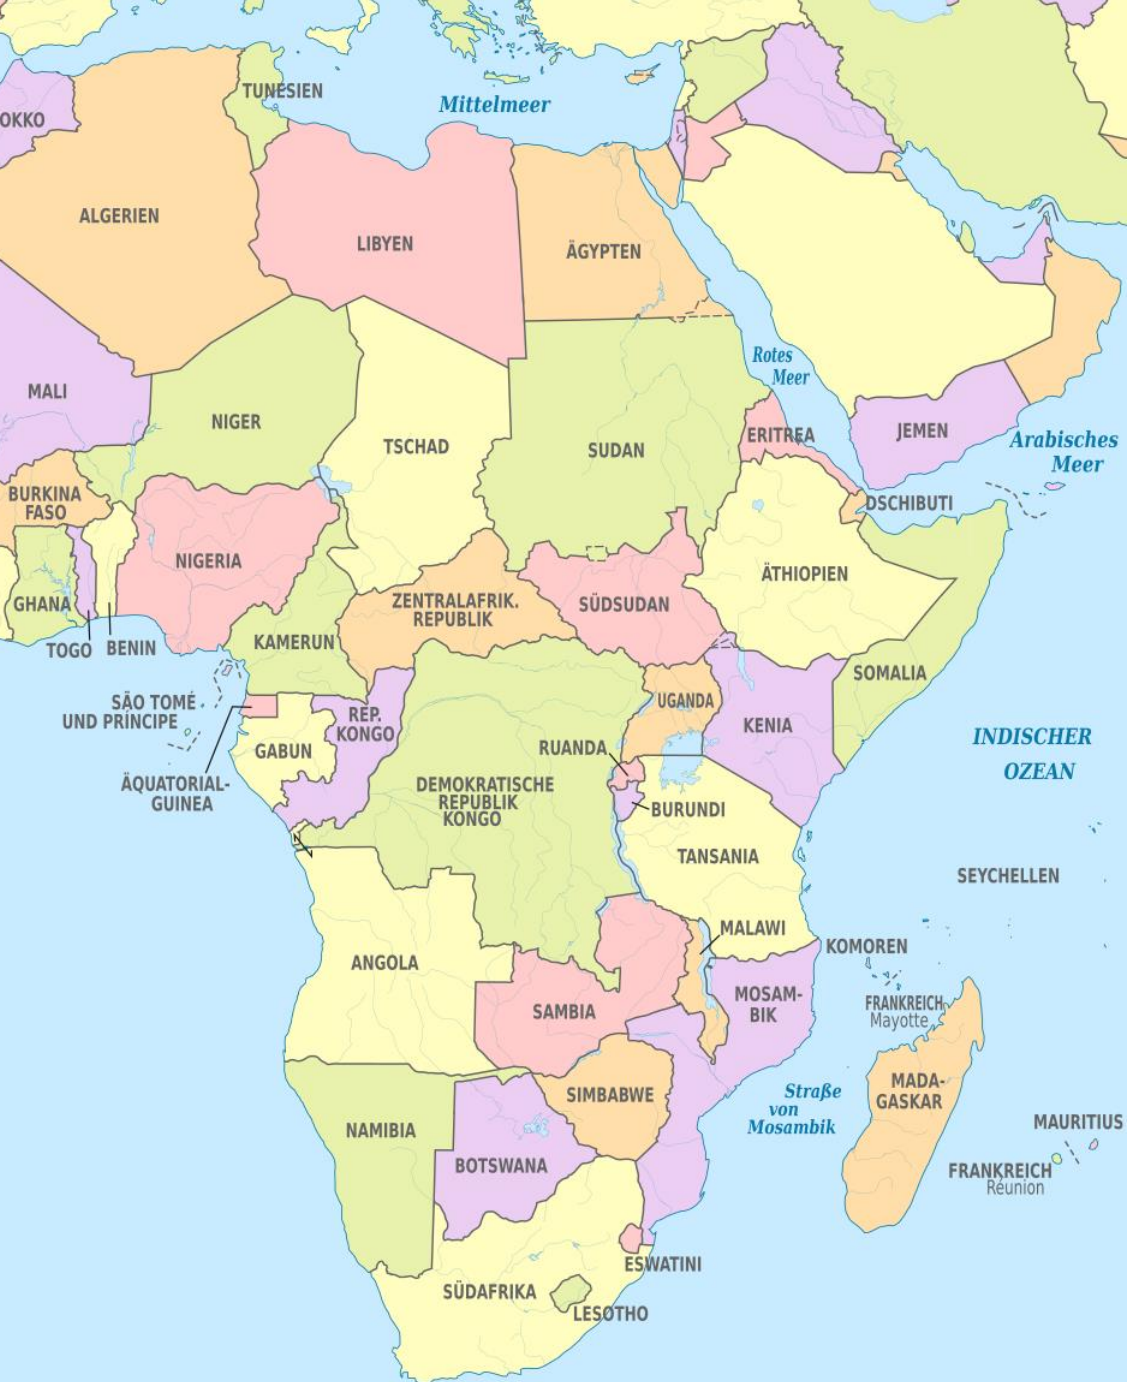 TUNESIEN
Mittelmeer
OKKO
ALGERIEN
LIBYEN
ÄGYPTEN
Rotes
Meer
MALI
NIGER
TSCHAD
SUDAN
ERITREA
JEMEN
Arabisches
Meer
BURKINA
FASO
DSCHIBUTI
NIGERIA
ÄTHIOPIEN
GHANA
ZENTRALAFRIK.
REPUBLIK
SÜDSUDAN
TOGO
BENIN
KAMERUN
SOMALIA
SÃO TOMÉ
UND PRÍNCIPE
UGANDA
REP.
KONGO
KENIA
GABUN
RUANDA
INDISCHER
OZEAN
ÄQUATORIAL-
GUINEA
DEMOKRATISCHE
REPUBLIK
KONGO
BURUNDI
TANSANIA
SEYCHELLEN
MALAWI
KOMOREN
ANGOLA
MOSAM-
BIK
FRANKREICH
Mayotte
SAMBIA
MADA-
GASKAR
SIMBABWE
Straße
von
Mosambik
MAURITIUS
NAMIBIA
BOTSWANA
FRANKREICH
Réunion
ESWATINI
SÜDAFRIKA
LESOTHO